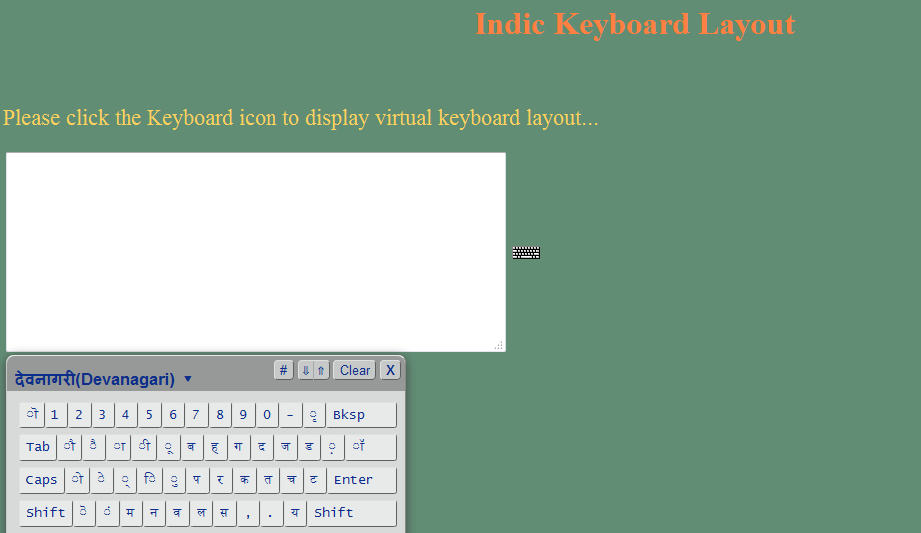 Indic Keyboard Layout
Please click the Keyboard icon to display virtual keyboard layout...
देवनागरी(Devanagari) ▼ # ⇓ ⇑ Clear X
ॊ 1 2 3 4 5 6 7 8 9 0 - ृ Bksp
Tab ौ ै ा ी ू ब ह ग द ज ड ़ ॉ
Caps ो े ् ि ु प र क त च ट Enter
Shift ॆ ं म न व ल स , . य Shift